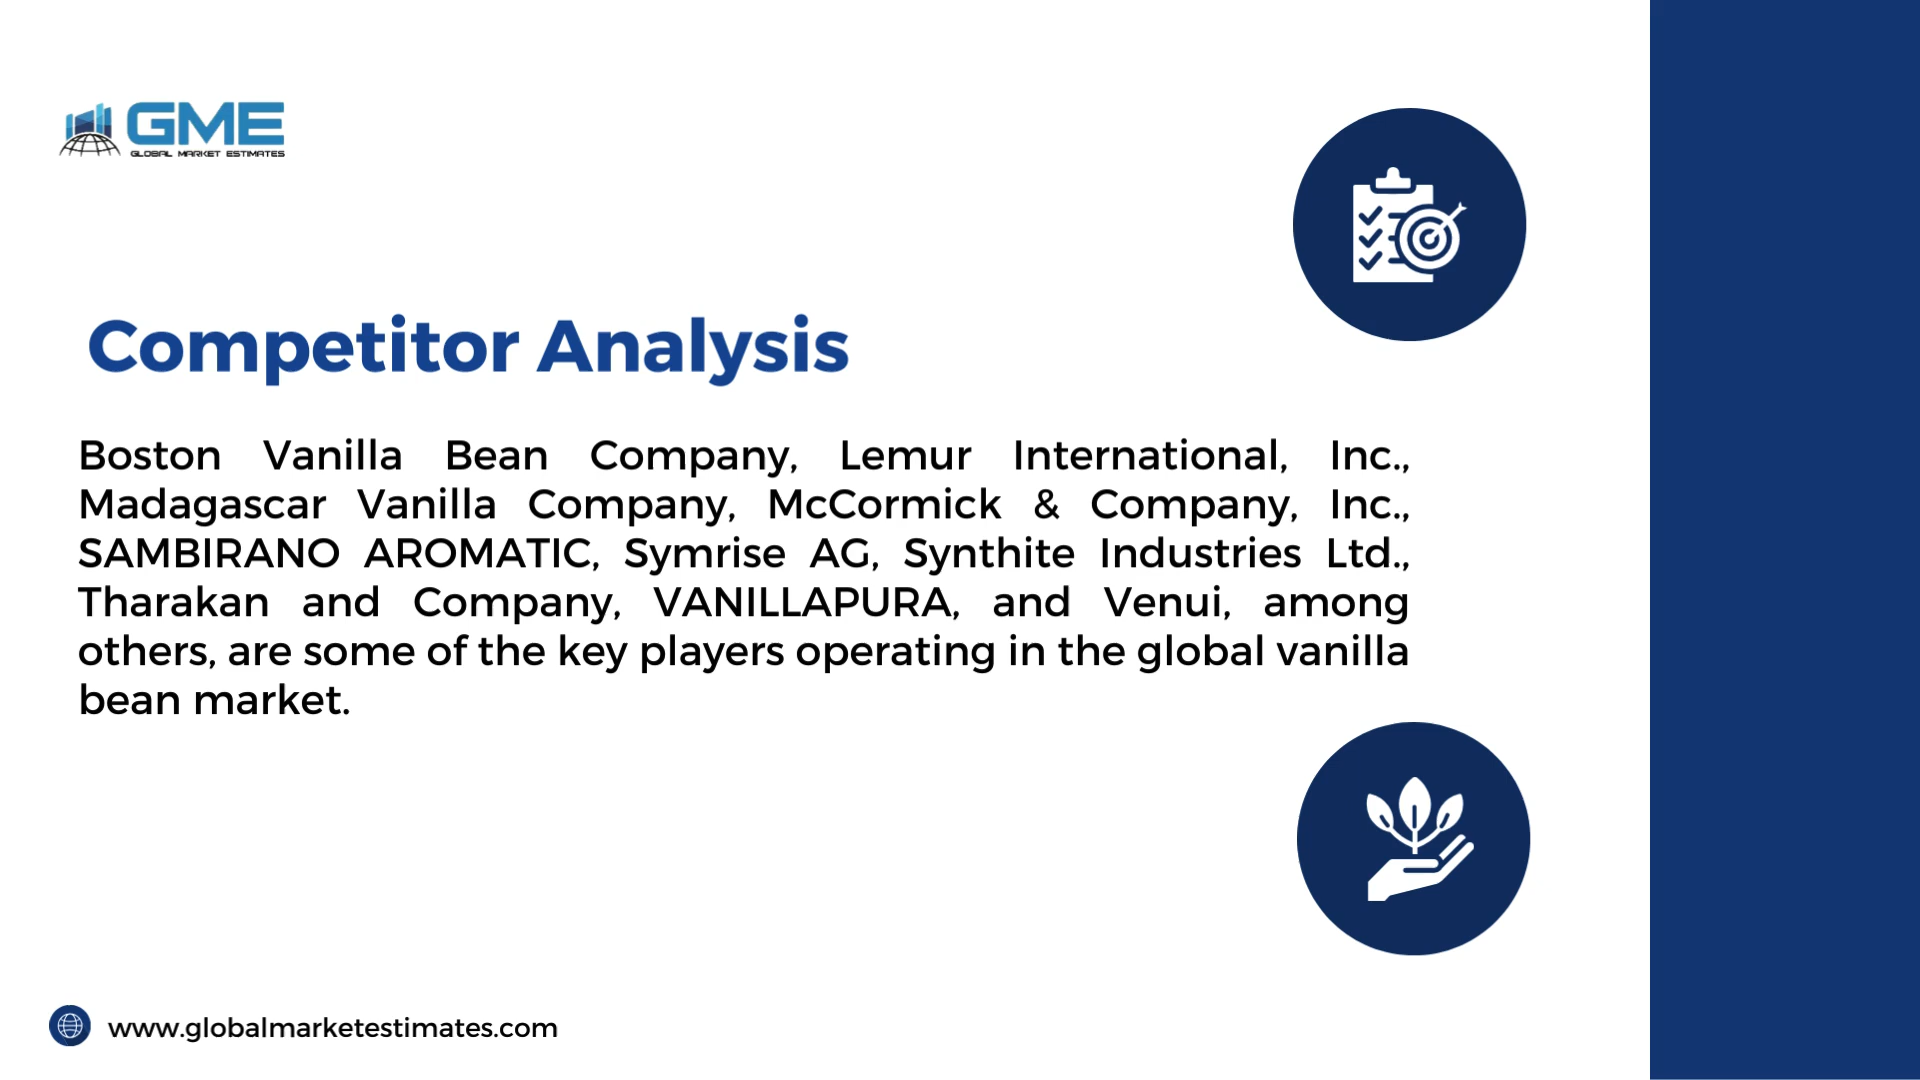 GME
GLOBAL MARKET ESTIMATES
Competitor Analysis
Boston Vanilla Bean Company, Lemur International, Inc.,
Madagascar Vanilla Company, McCormick & Company, Inc.,
SAMBIRANO AROMATIC, Symrise AG, Synthite Industries Ltd.,
Tharakan and Company, VANILLAPURA, and Venui, among
others, are some of the key players operating in the global vanilla
bean market.
www.globalmarketestimates.com